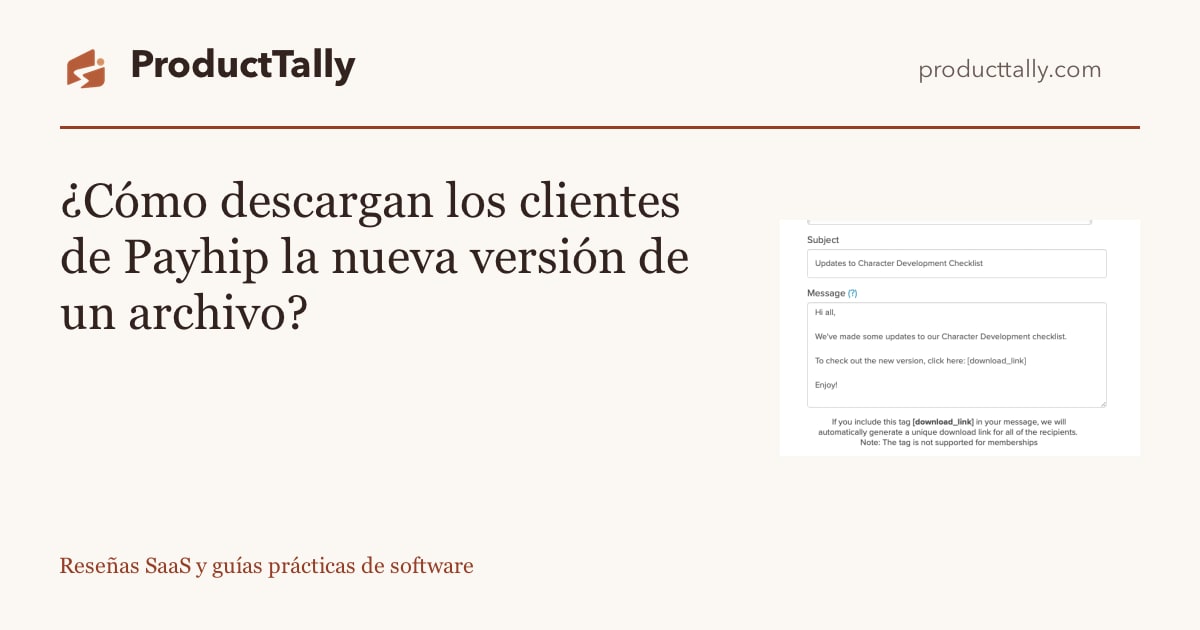 ProductTally
producttally.com
¿Cómo descargan los clientes
de Payhip la nueva versión de
un archivo?
Subject
Updates to Character Development Checklist
Message (?)
Hi all,
We've made some updates to our Character Development checklist.
To check out the new version, click here: [download_link]
Enjoy!
If you include this tag [download_link] in your message, we will
automatically generate a unique download link for all of the recipients.
Note: The tag is not supported for memberships
Reseñas SaaS y guías prácticas de software